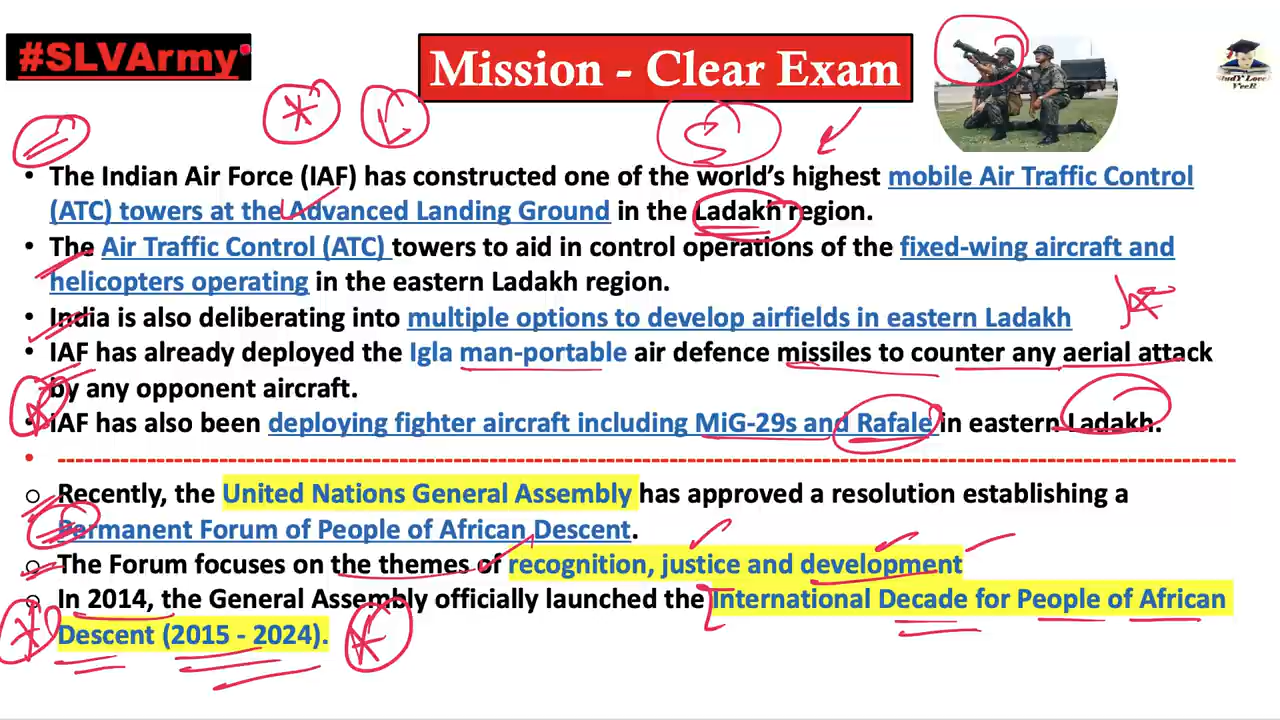 #SLVArmy
Mission - Clear Exam
StudY Lover
VeeR
• The Indian Air Force (IAF) has constructed one of the world's highest mobile Air Traffic Control
(ATC) towers at the Advanced Landing Ground in the Ladakh region.
• The Air Traffic Control (ATC) towers to aid in control operations of the fixed-wing aircraft and
helicopters operating in the eastern Ladakh region.
• India is also deliberating into multiple options to develop airfields in eastern Ladakh
• IAF has already deployed the Igla man-portable air defence missiles to counter any aerial attack
by any opponent aircraft.
• IAF has also been deploying fighter aircraft including MiG-29s and Rafale in eastern Ladakh.
• ----------------------------------------------------------------------------------------------------
o Recently, the United Nations General Assembly has approved a resolution establishing a
Permanent Forum of People of African Descent.
o The Forum focuses on the themes of recognition, justice and development
o In 2014, the General Assembly officially launched the International Decade for People of African
Descent (2015 - 2024).